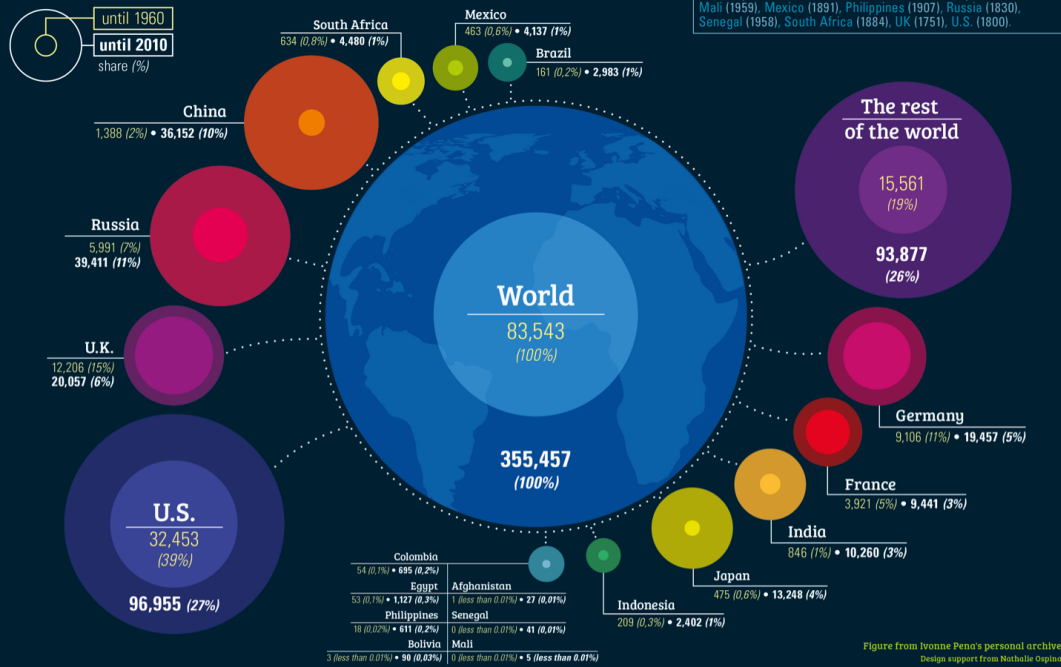 until 1960
until 2010
share (%)
Mali (1959), Mexico (1891), Philippines (1907), Russia (1830),
Senegal (1958), South Africa (1884), UK (1751), U.S. (1800).
South Africa
634 (0,8%) • 4,480 (1%)
Mexico
463 (0,6%) • 4,137 (1%)
Brazil
161 (0,2%) • 2,983 (1%)
China
1,388 (2%) • 36,152 (10%)
The rest
of the world
15,561
(19%)
93,877
(26%)
Russia
5,991 (7%)
39,411 (11%)
World
83,543
(100%)
355,457
(100%)
U.K.
12,206 (15%)
20,057 (6%)
Germany
9,106 (11%) • 19,457 (5%)
France
3,921 (5%) • 9,441 (3%)
U.S.
32,453
(39%)
96,955 (27%)
India
846 (1%) • 10,260 (3%)
Japan
475 (0,6%) • 13,248 (4%)
Indonesia
209 (0,3%) • 2,402 (1%)
Colombia
54 (0,1%) • 695 (0,2%)
Egypt
53 (0,1%) • 1,127 (0,3%)
Philippines
18 (0,02%) • 611 (0,2%)
Bolivia
3 (less than 0.01%) • 90 (0,03%)
Afghanistan
1 (less than 0.01%) • 27 (0,01%)
Senegal
0 (less than 0.01%) • 41 (0,01%)
Mali
0 (less than 0.01%) • 5 (less than 0.01%)
Figure from Ivonne Pena's personal archive
Design support from Nathalie Ospino